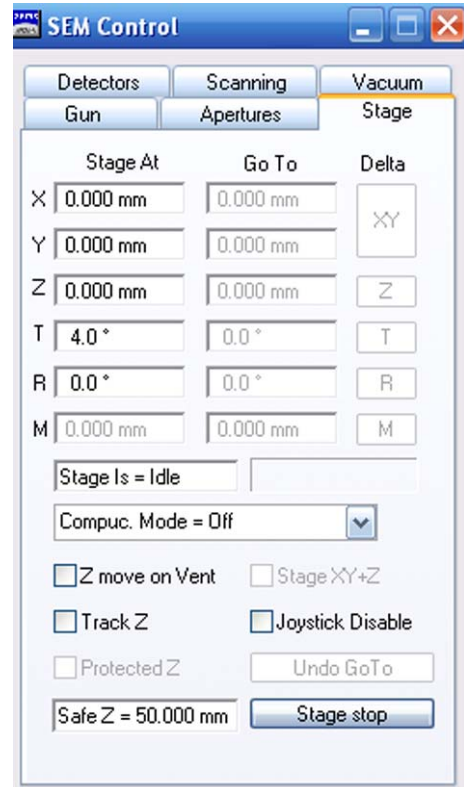 SEM Control
Detectors Scanning Vacuum
Gun Apertures Stage
Stage At Go To Delta
X 0.000 mm 0.000 mm XY
Y 0.000 mm 0.000 mm
Z 0.000 mm 0.000 mm Z
T 4.0 ° 0.0 ° T
R 0.0 ° 0.0 ° R
M 0.000 mm 0.000 mm M
Stage Is = Idle
Compuc. Mode = Off
Z move on Vent Stage XY+Z
Track Z Joystick Disable
Protected Z Undo GoTo
Safe Z = 50.000 mm Stage stop